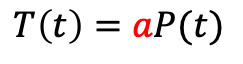 T(t) = aP(t)